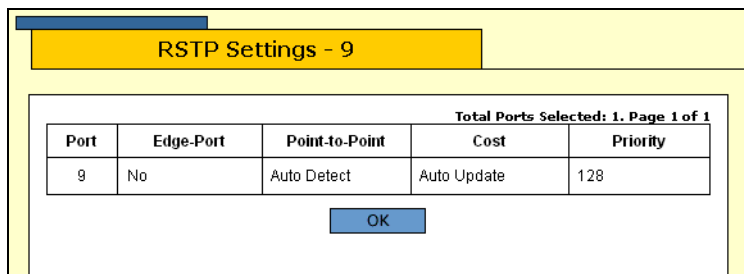 RSTP Settings - 9
Total Ports Selected: 1. Page 1 of 1
Port Edge-Port Point-to-Point Cost Priority
9 No Auto Detect Auto Update 128
OK